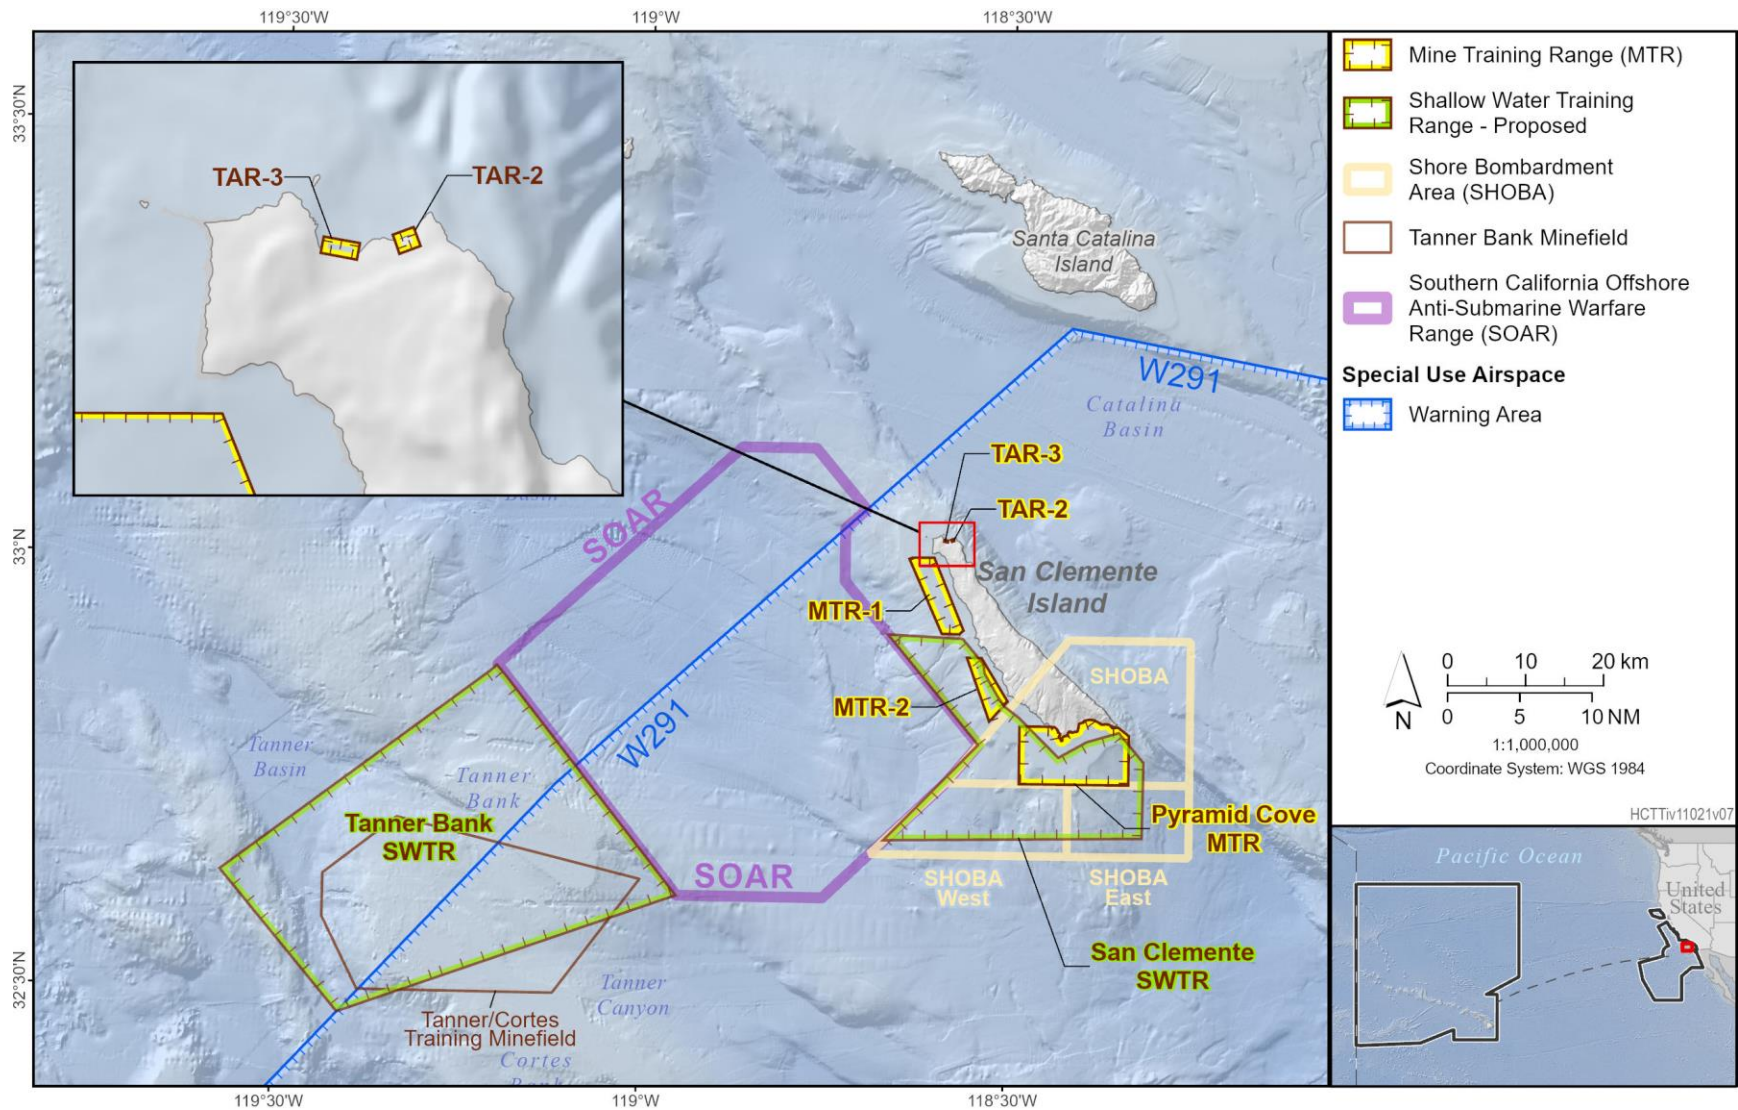 119°30'W
119°W
118°30'W
33°30'N
33°N
32°30'N
TAR-3
TAR-2
Santa Catalina
Island
W291
Catalina
Basin
TAR-3
TAR-2
Basin
SOAR
San Clemente
Island
MTR-1
MTR-2
SHOBA
W291
Tanner
Basin
Tanner
Bank
Tanner Bank
SWTR
SOAR
Pyramid Cove
MTR
SHOBA
West
SHOBA
East
San Clemente
SWTR
Tanner
Canyon
Tanner/Cortes
Training Minefield
Cortes
Bank
119°30'W
119°W
118°30'W
Mine Training Range (MTR)
Shallow Water Training
Range - Proposed
Shore Bombardment
Area (SHOBA)
Tanner Bank Minefield
Southern California Offshore
Anti-Submarine Warfare
Range (SOAR)
Special Use Airspace
Warning Area
N
0 10 20 km
0 5 10 NM
1:1,000,000
Coordinate System: WGS 1984
HCTTiv11021v07
Pacific Ocean
United
States